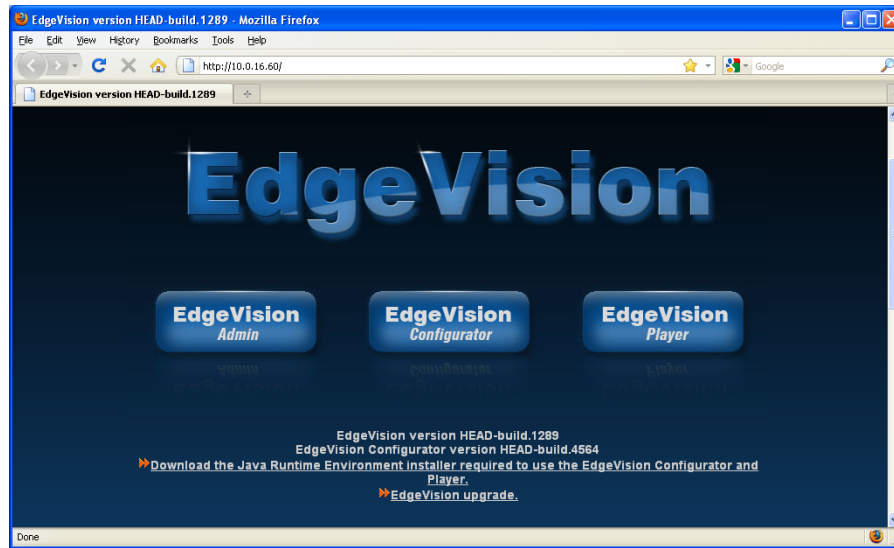 EdgeVision version HEAD-build.1289 - Mozilla Firefox
File Edit View History Bookmarks Tools Help
http://10.0.16.60/
Google
EdgeVision version HEAD-build.1289
EdgeVision
EdgeVision
Admin
EdgeVision
Configurator
EdgeVision
Player
EdgeVision version HEAD-build.1289
EdgeVision Configurator version HEAD-build.4564
Download the Java Runtime Environment installer required to use the EdgeVision Configurator and
Player.
EdgeVision upgrade.
Done